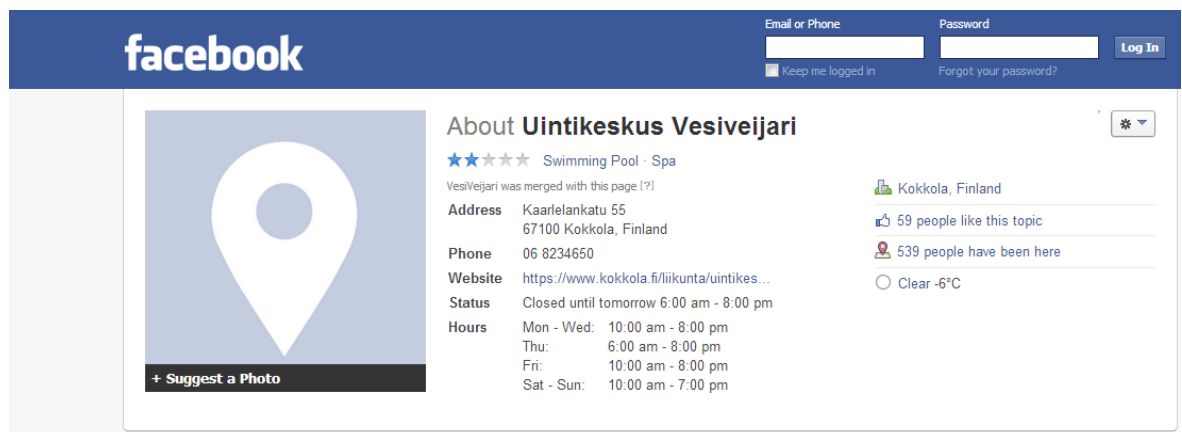 Email or Phone
Password
facebook
Log In
Keep me logged in
Forgot your password?
About Uintikeskus Vesiveijari
Swimming Pool · Spa
VesiVeijari was merged with this page [?]
Address Kaarlelankatu 55
67100 Kokkola, Finland
Phone 06 8234650
Website https://www.kokkola.fi/liikunta/uintikes...
Status Closed until tomorrow 6:00 am - 8:00 pm
Hours Mon - Wed: 10:00 am - 8:00 pm
Thu: 6:00 am - 8:00 pm
Fri: 10:00 am - 8:00 pm
Sat - Sun: 10:00 am - 7:00 pm
Kokkola, Finland
59 people like this topic
539 people have been here
Clear -6°C
+ Suggest a Photo